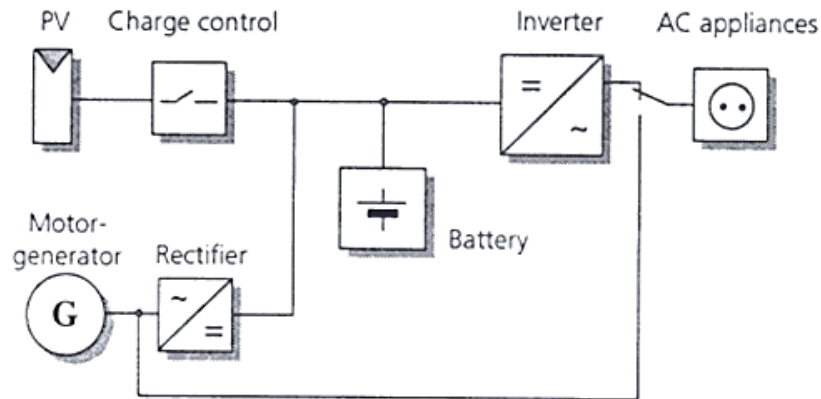 PV
Charge control
Inverter
AC appliances
=
~
Battery
Motor-
generator
Rectifier
G
~
=